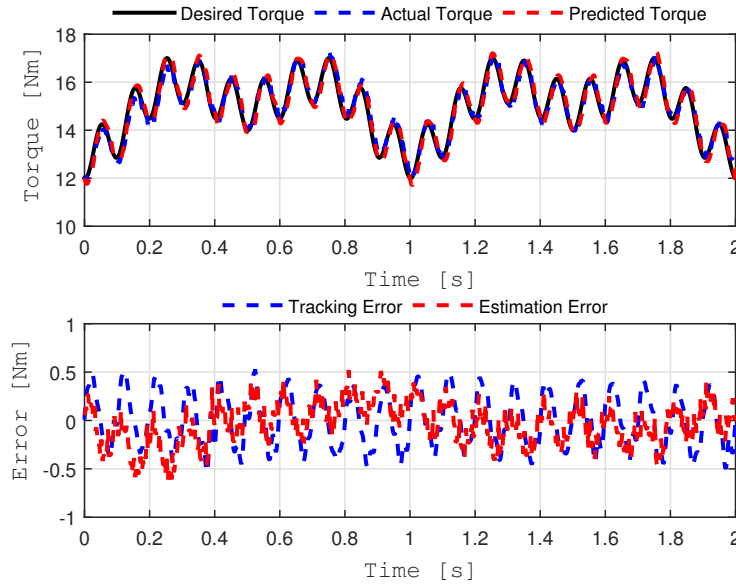 Desired Torque Actual Torque Predicted Torque
18
16
14
12
10
Torque [Nm]
0 0.2 0.4 0.6 0.8 1 1.2 1.4 1.6 1.8 2
Time [s]
Tracking Error Estimation Error
1
0.5
0
-0.5
-1
Error [Nm]
0 0.2 0.4 0.6 0.8 1 1.2 1.4 1.6 1.8 2
Time [s]